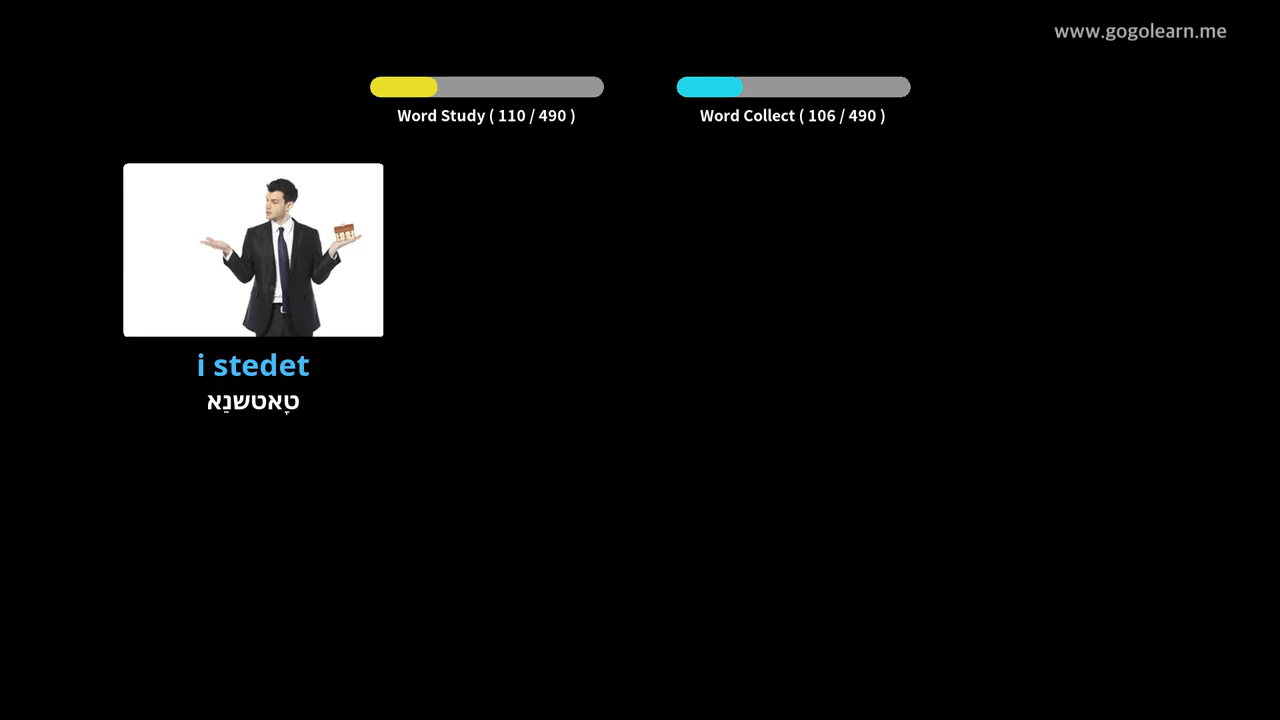 www.gogolearn.me
Word Study ( 110 / 490 )
Word Collect ( 106 / 490 )
i stedet
טָאטשנַא